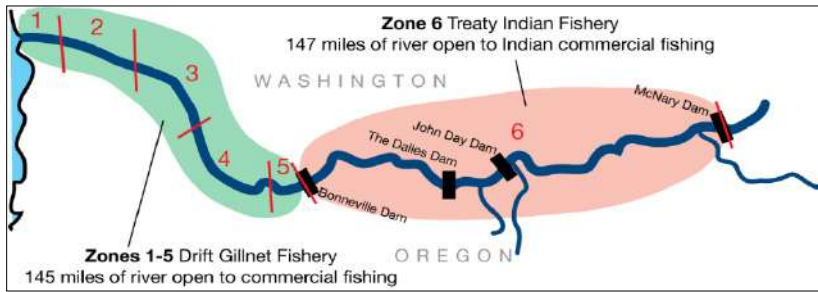 1
2
3
4
5
Zone 6 Treaty Indian Fishery
147 miles of river open to Indian commercial fishing
WASHINGTON
McNary Dam
6
John Day Dam
The Dalles Dam
Bonneville Dam
OREGON
Zones 1-5 Drift Gillnet Fishery
145 miles of river open to commercial fishing